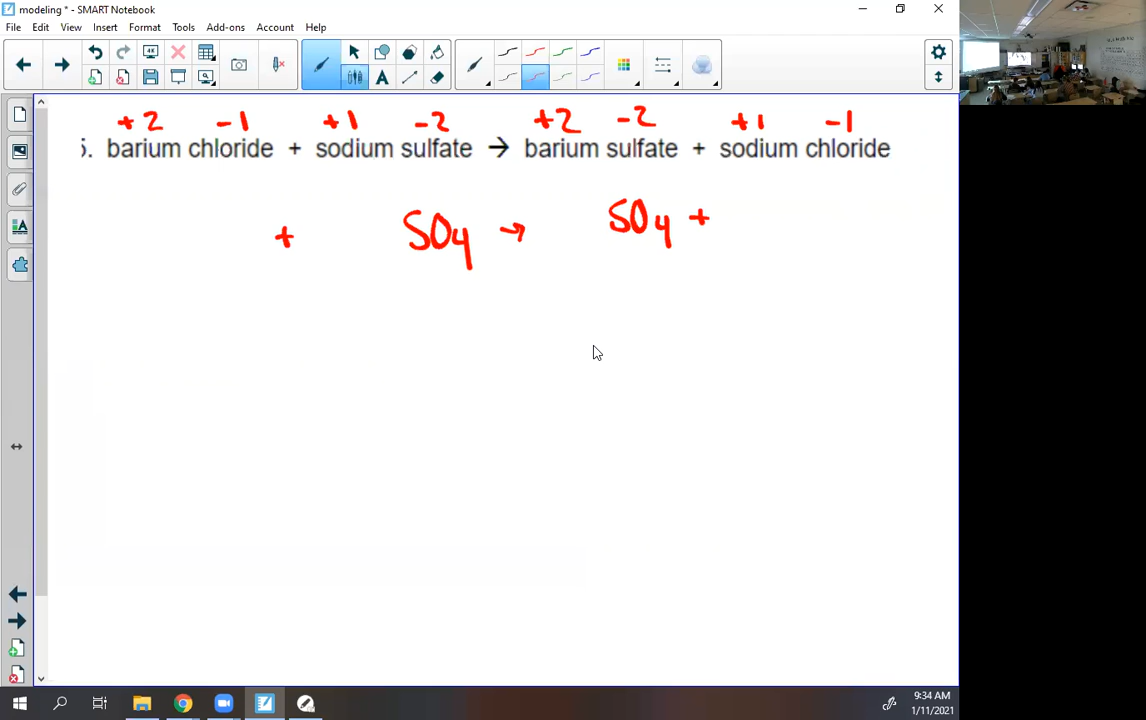 modeling * - SMART Notebook
File Edit View Insert Format Tools Add-ons Account Help
+2 -1 +1 -2 +2 -2 +1 -1
5. barium chloride + sodium sulfate → barium sulfate + sodium chloride
+ SO4 → SO4 +
9:34 AM
1/11/2021